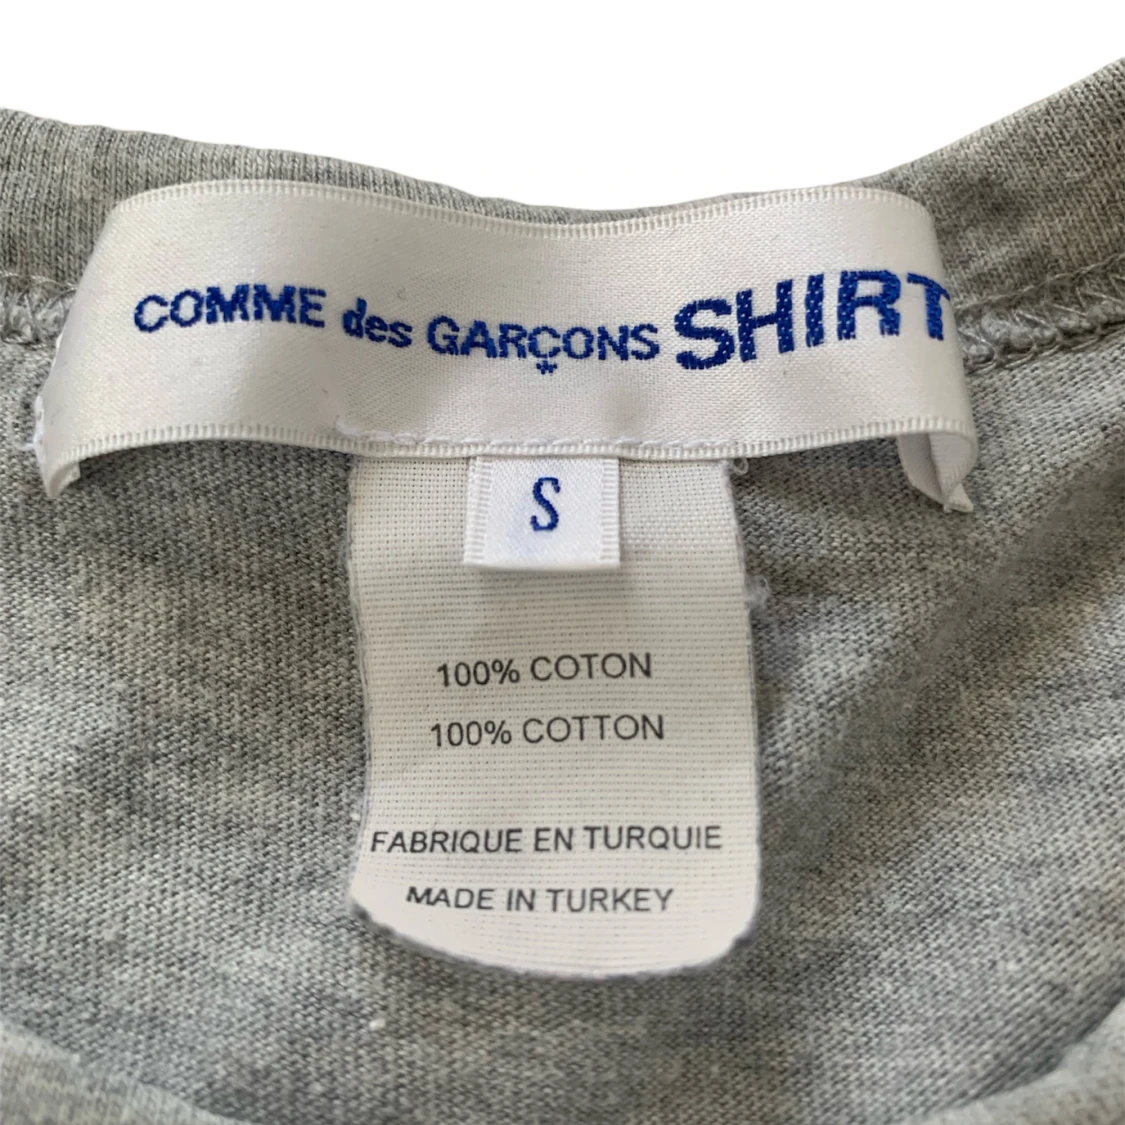 COMME des GARÇONS SHIRT
S
100% COTON
100% COTTON
FABRIQUE EN TURQUIE
MADE IN TURKEY